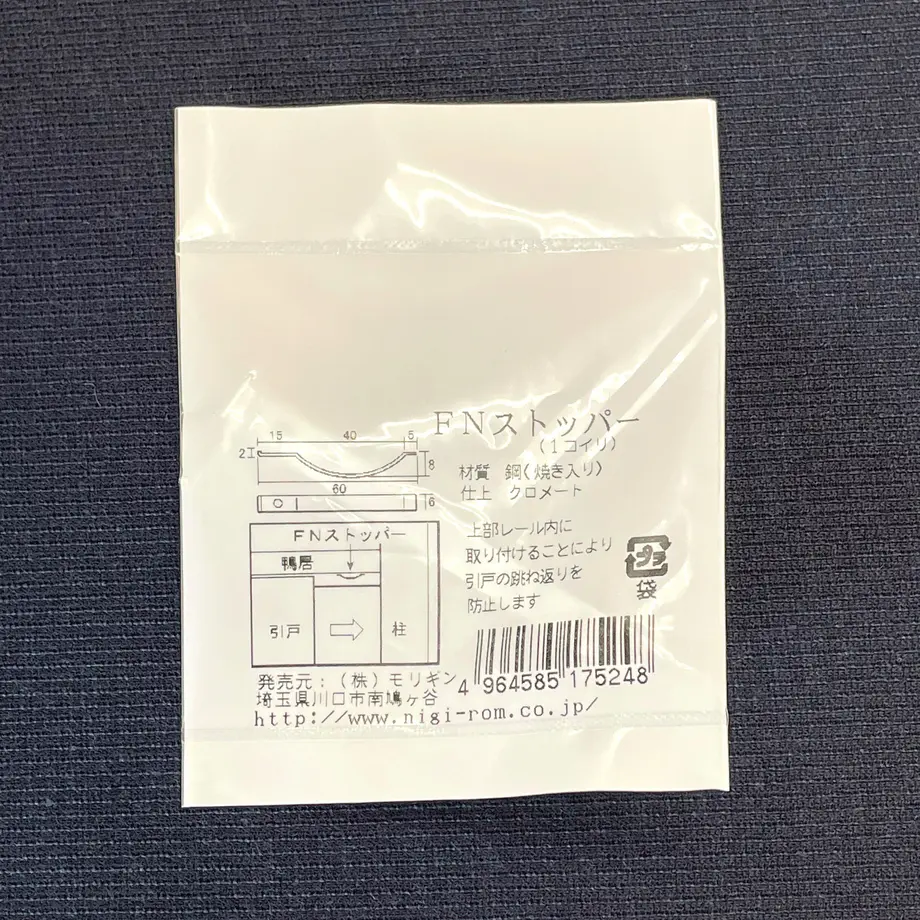 FNストッパー
(1コイリ)
15 40 5
2
8
60
6
材質 鋼(焼き入り)
仕上 クロメート
FNストッパー
鴨居
引戸
柱
上部レール内に
取り付けることにより
引戸の跳ね返りを
防止します
プラ
袋
4 964585 175248
発売元:(株)モリギン
埼玉県川口市南鳩ヶ谷
http://www.nigi-rom.co.jp/